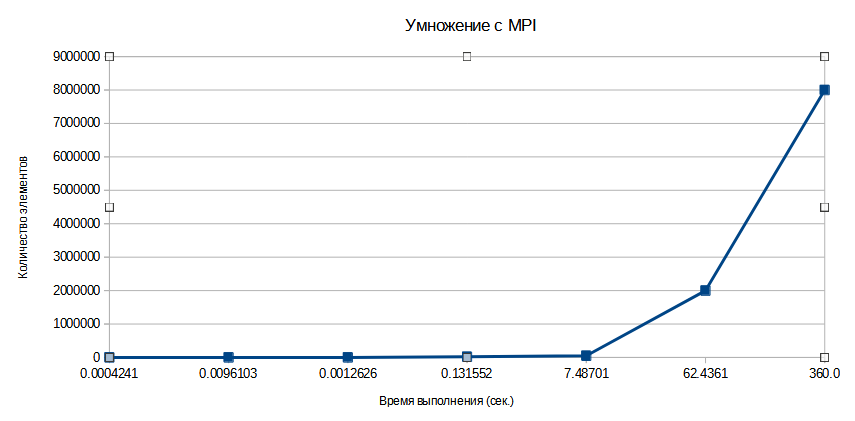 Умножение с MPI
9000000
8000000
7000000
6000000
5000000
4000000
3000000
2000000
1000000
0
Количество элементов
0.0004241 0.0096103 0.0012626 0.131552 7.48701 62.4361 360.0
Время выполнения (сек.)